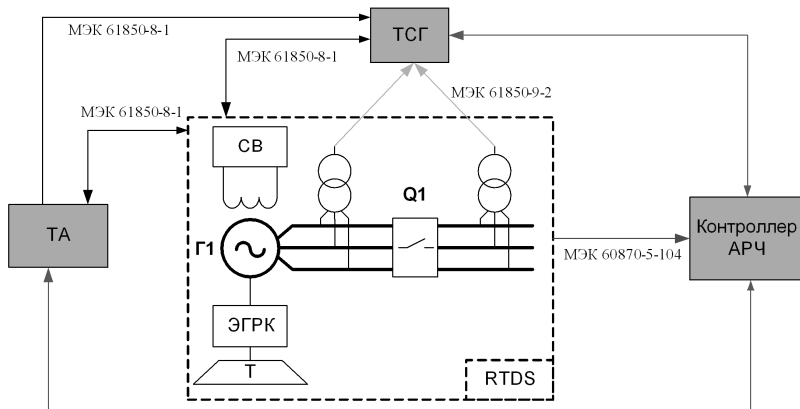 МЭК 61850-8-1
ТСГ
МЭК 61850-8-1
МЭК 61850-9-2
МЭК 61850-8-1
СВ
Q1
ТА
Г1
Контроллер
АРЧ
МЭК 60870-5-104
ЭГРК
Т
RTDS